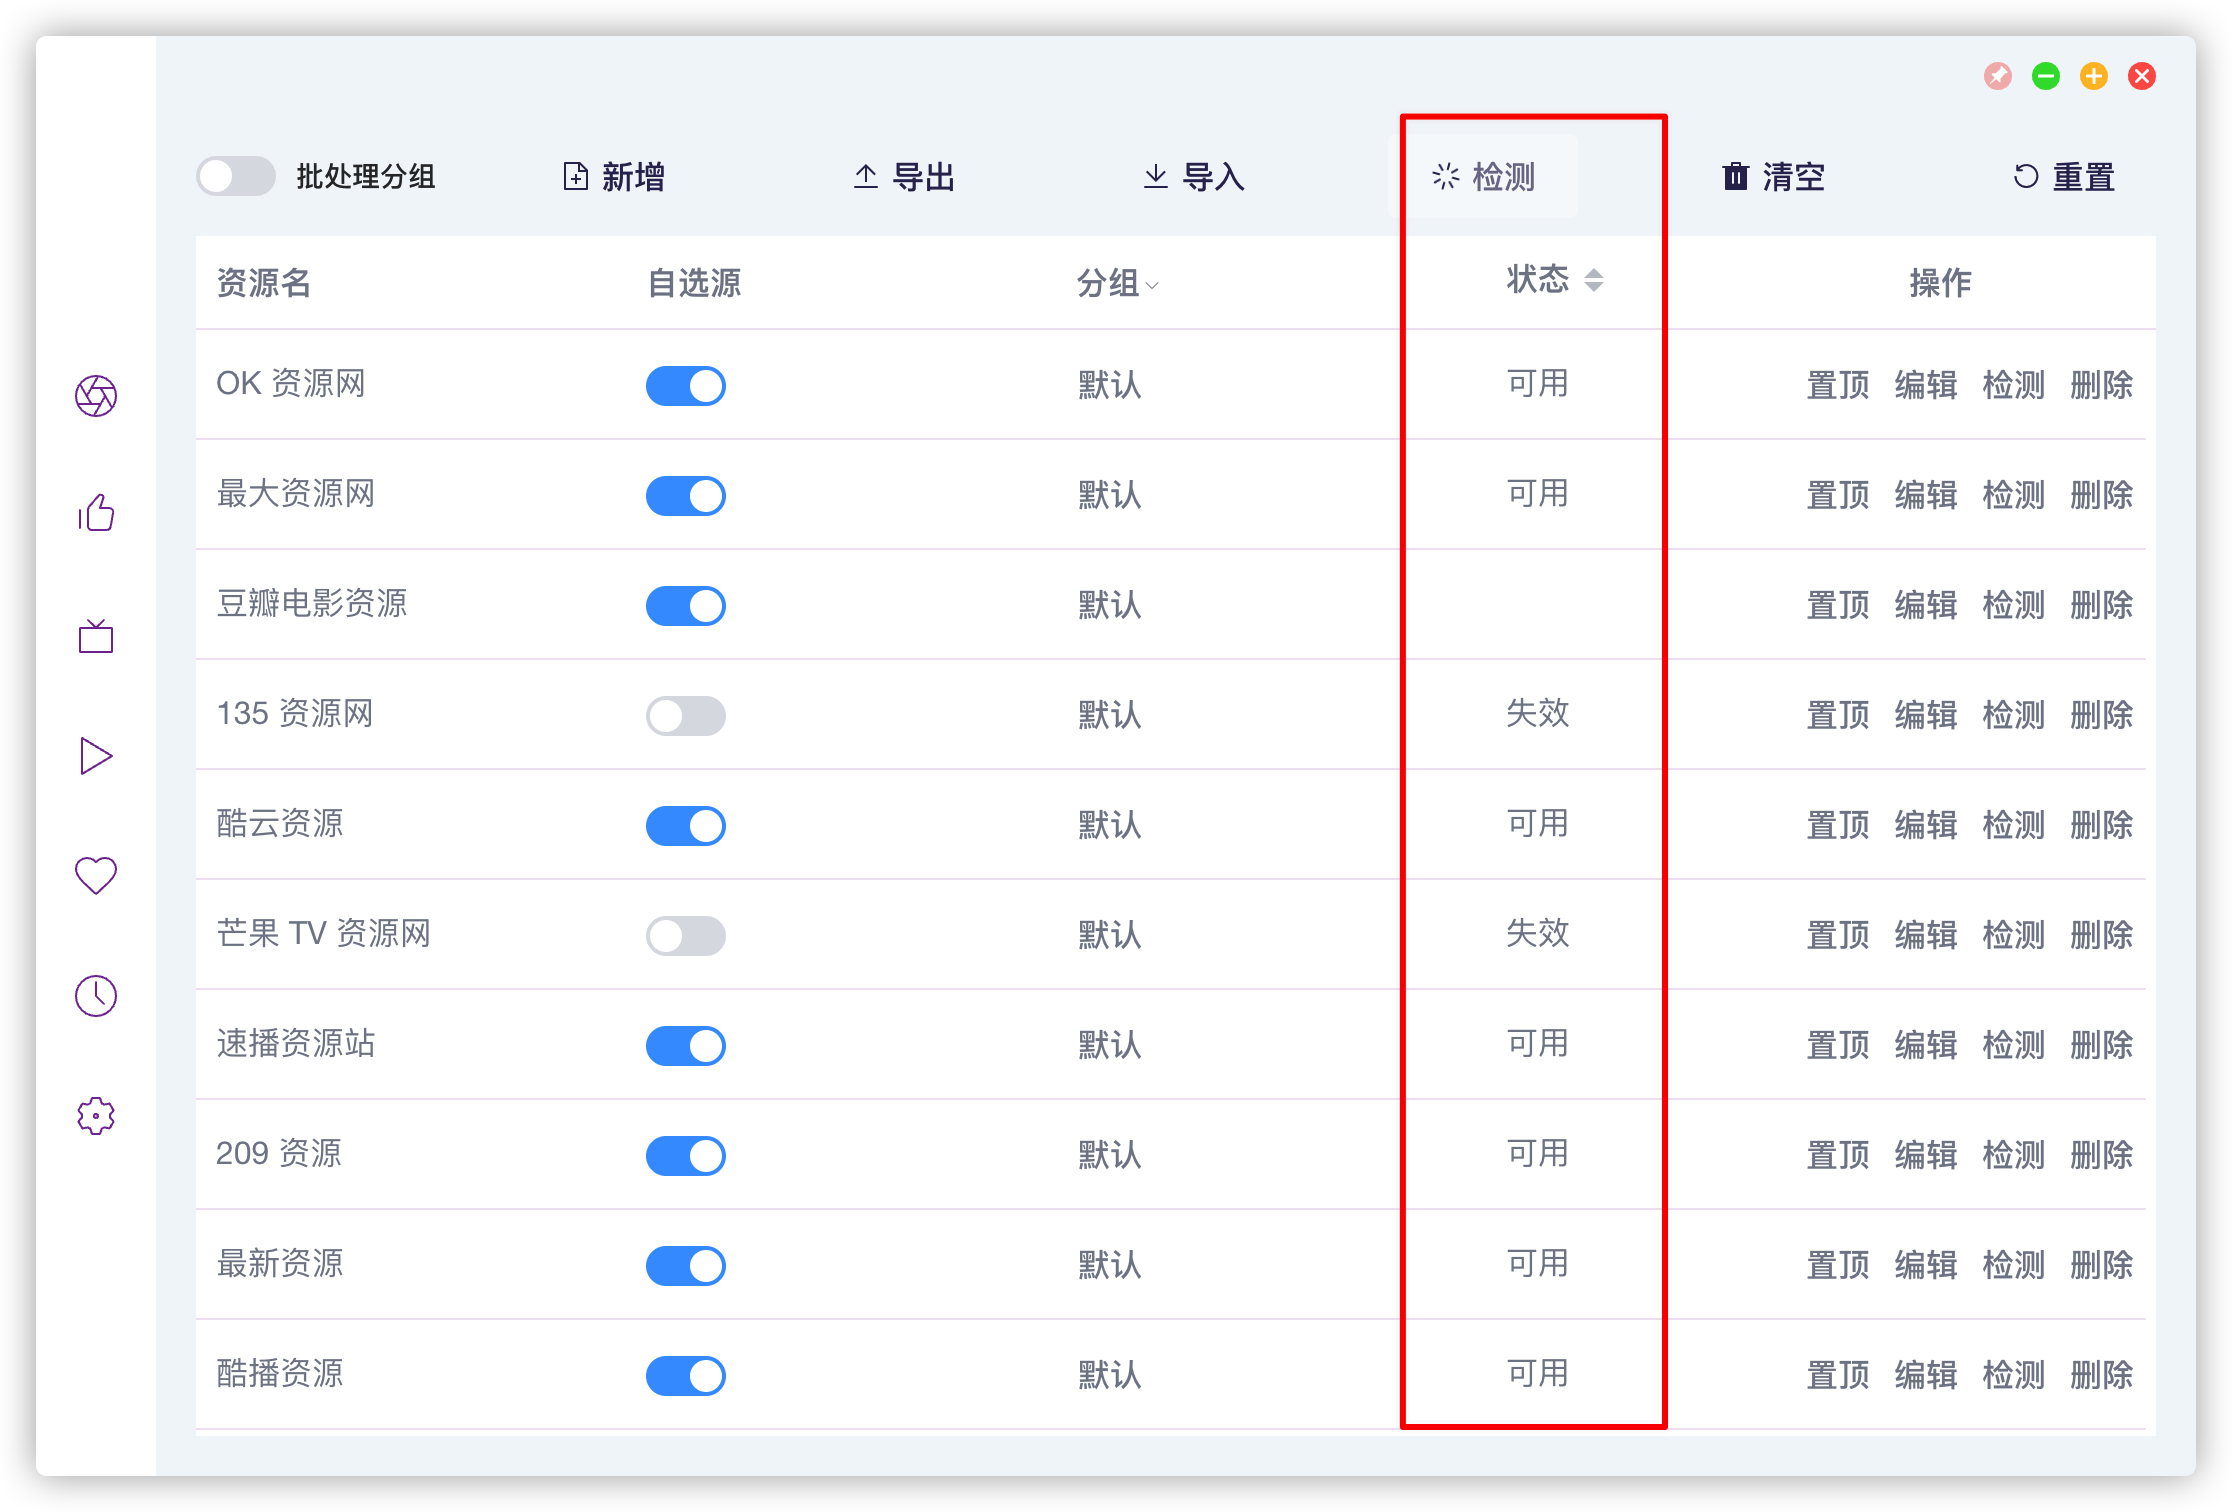 批处理分组 新增 导出 导入 检测 清空 重置
资源名 自选源 分组 状态 操作
OK 资源网 默认 可用 置顶 编辑 检测 删除
最大资源网 默认 可用 置顶 编辑 检测 删除
豆瓣电影资源 默认 置顶 编辑 检测 删除
135 资源网 默认 失效 置顶 编辑 检测 删除
酷云资源 默认 可用 置顶 编辑 检测 删除
芒果 TV 资源网 默认 失效 置顶 编辑 检测 删除
速播资源站 默认 可用 置顶 编辑 检测 删除
209 资源 默认 可用 置顶 编辑 检测 删除
最新资源 默认 可用 置顶 编辑 检测 删除
酷播资源 默认 可用 置顶 编辑 检测 删除